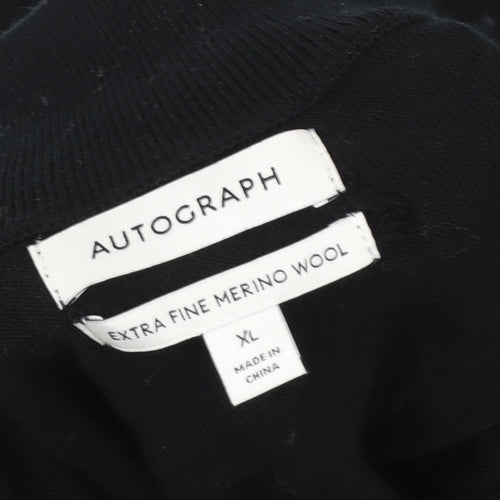 AUTOGRAPH
EXTRA FINE MERINO WOOL
XL
MADE IN
CHINA